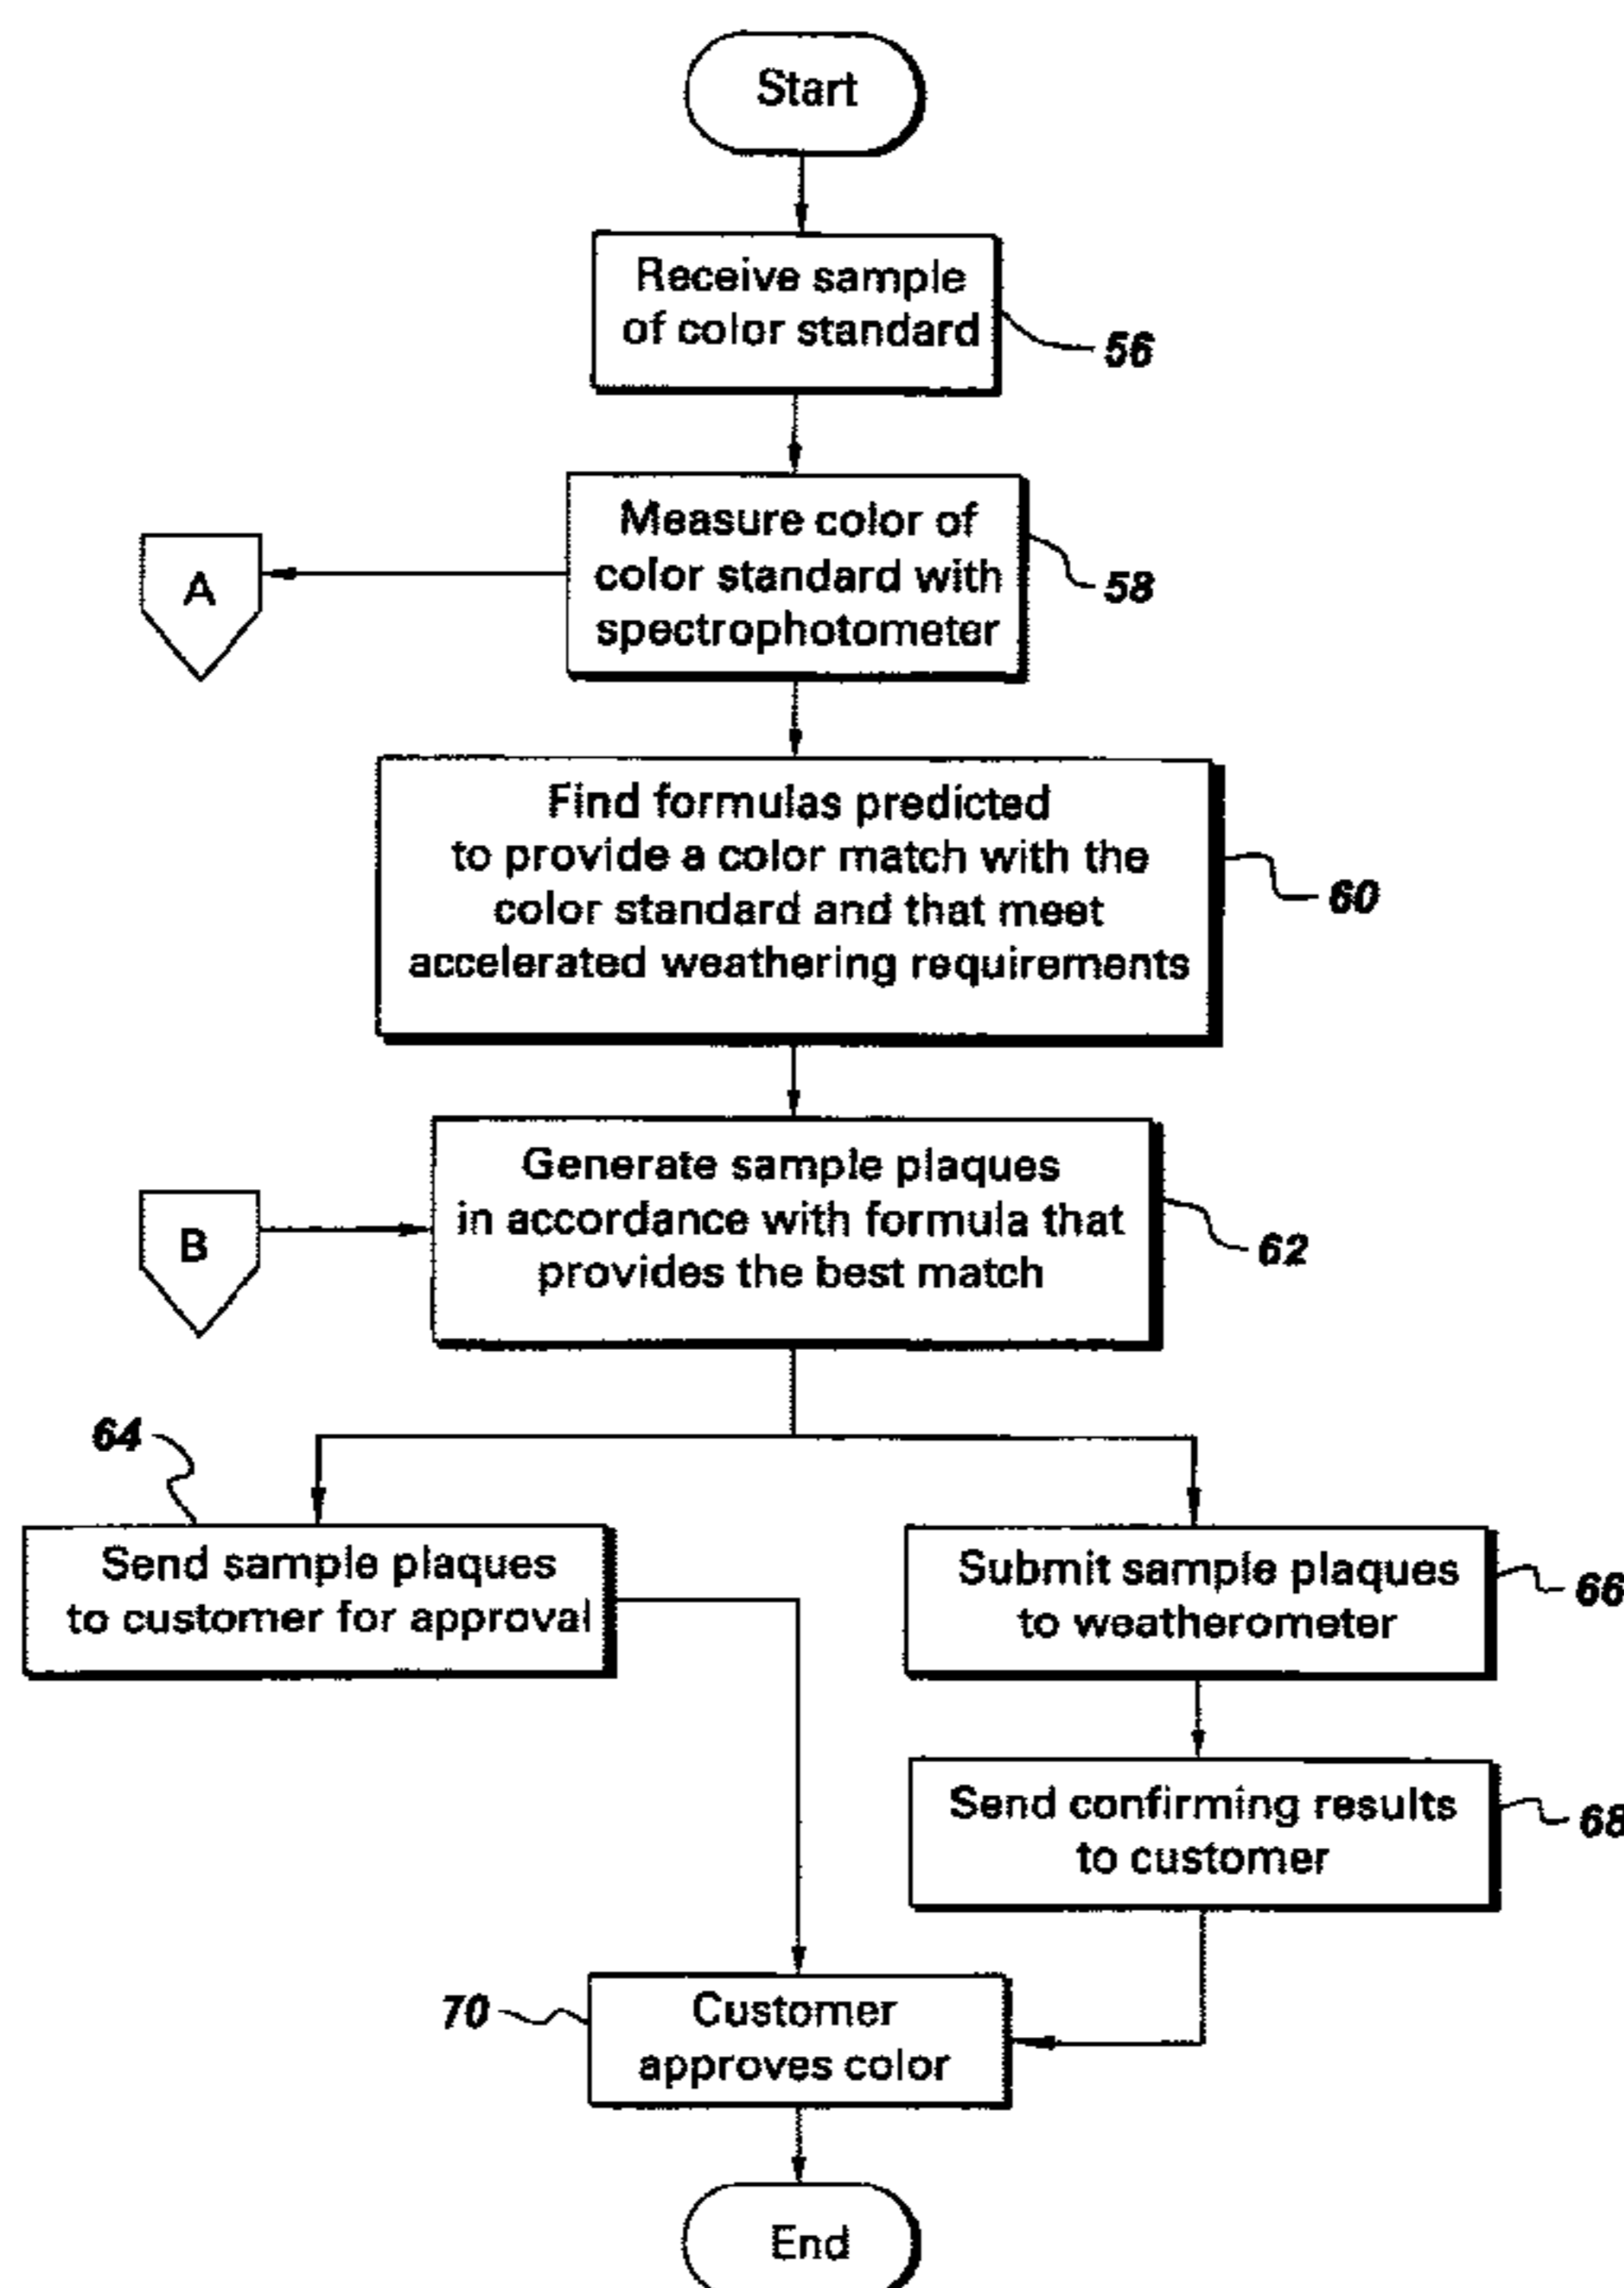 Start
Receive sample
of color standard
56
Measure color of
color standard with
spectrophotometer
58
A
Find formulas predicted
to provide a color match with the
color standard and that meet
accelerated weathering requirements
60
Generate sample plaques
in accordance with formula that
provides the best match
62
B
64
Send sample plaques
to customer for approval
Submit sample plaques
to weatherometer
66
Send confirming results
to customer
68
70
Customer
approves color
End